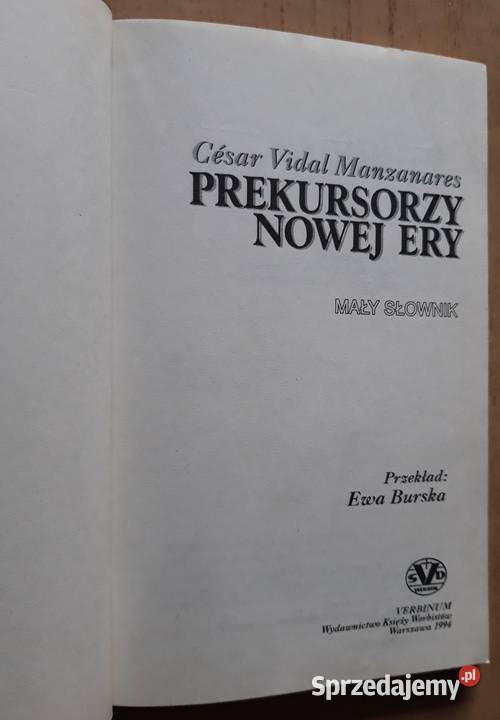 César Vidal Manzanares
PREKURSORZY
NOWEJ ERY
MAŁY SŁOWNIK
Przekład:
Ewa Burska
SVD
VERBINUM
Wydawnictwo Księży Werbistów
Warszawa 1994
Sprzedajemy.pl